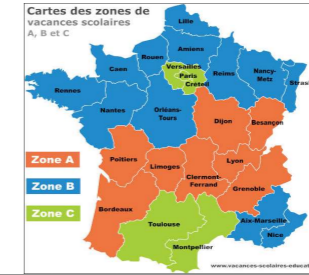 Cartes des zones de
vacances scolaires
A, B et C
Lille
Amiens
Rouen
Caen
Versailles
Paris
Créteil
Reims
Nancy-
Metz
Rennes
Nantes
Orléans-
Tours
Dijon
Besançon
Zone A
Zone B
Zone C
Poitiers
Limoges
Clermont-
Ferrand
Lyon
Grenoble
Bordeaux
Toulouse
Montpellier
Aix-Marseille
Nice